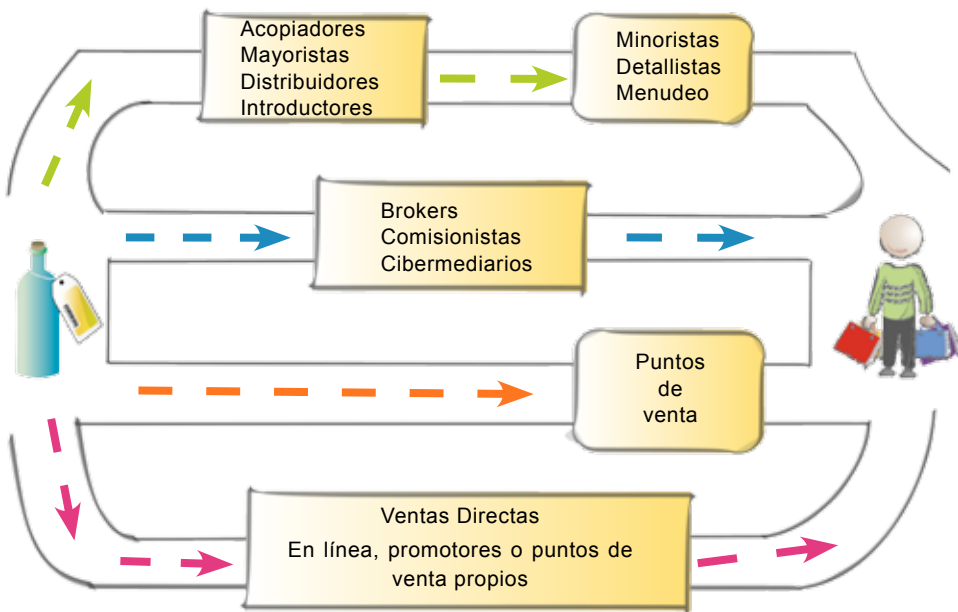 Acopiadores
Mayoristas
Distribuidores
Introductores
Minoristas
Detallistas
Menudeo
Brokers
Comisionistas
Cibermediarios
Puntos
de
venta
Ventas Directas
En línea, promotores o puntos de
venta propios